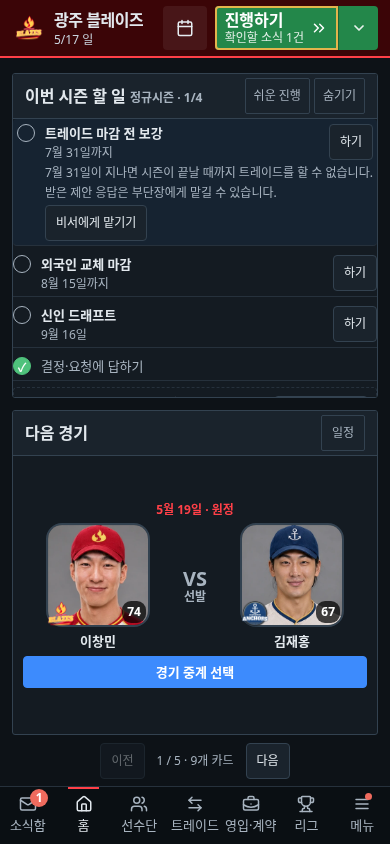 광주 블레이즈
5/17 일
진행하기
확인할 소식 1건
이번 시즌 할 일 정규시즌 · 1/4
쉬운 진행
숨기기
트레이드 마감 전 보강
7월 31일까지
7월 31일이 지나면 시즌이 끝날 때까지 트레이드를 할 수 없습니다.
받은 제안 응답은 부단장에게 맡길 수 있습니다.
하기
비서에게 맡기기
외국인 교체 마감
8월 15일까지
하기
신인 드래프트
9월 16일
하기
결정·요청에 답하기
다음 경기
일정
5월 19일 · 원정
BLAZES
74
VS
선발
ANCHORS
67
이창민
김재홍
경기 중계 선택
이전
1 / 5 · 9개 카드
다음
1
소식함
홈
선수단
트레이드
영입·계약
리그
메뉴